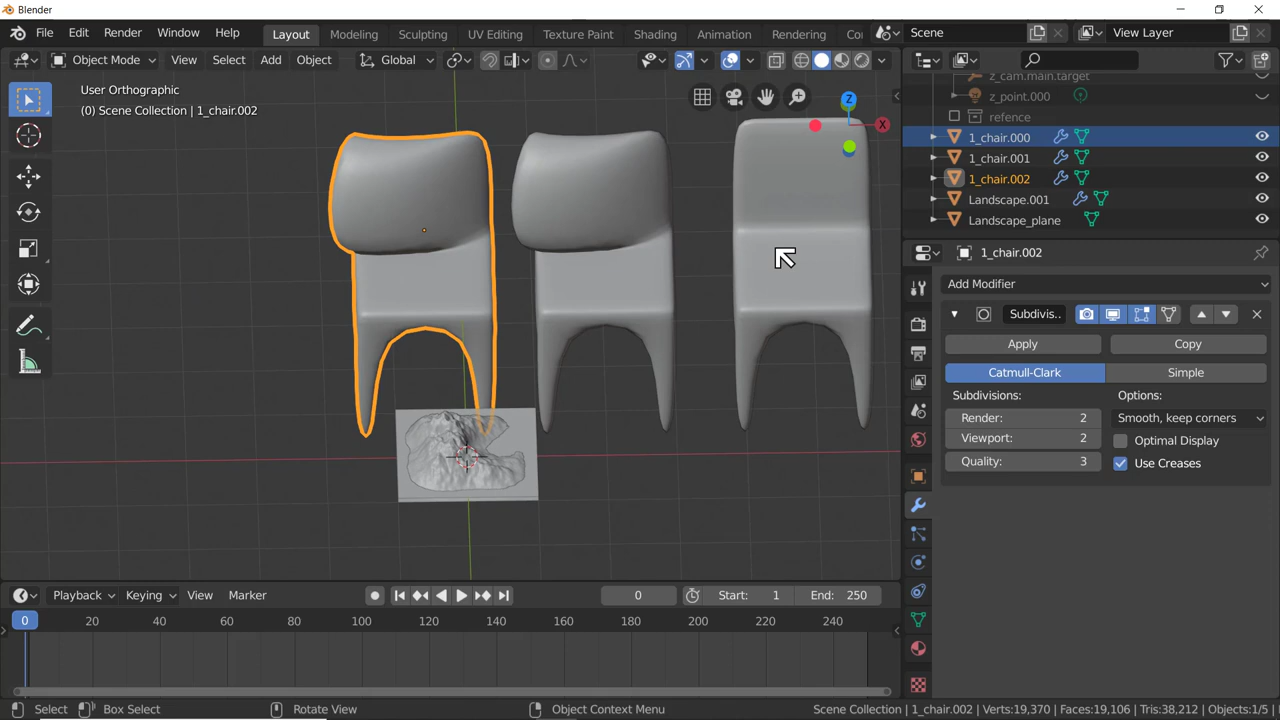 Blender
File Edit Render Window Help Layout Modeling Sculpting UV Editing Texture Paint Shading Animation Rendering Co Scene View Layer
Object Mode View Select Add Object Global
User Orthographic
(0) Scene Collection | 1_chair.002
Z
X
z_cam.main.target
z_point.000
refence
1_chair.000
1_chair.001
1_chair.002
Landscape.001
Landscape_plane
1_chair.002
Add Modifier
Subdivis..
Apply Copy
Catmull-Clark Simple
Subdivisions: Options:
Render: 2 Smooth, keep corners
Viewport: 2 Optimal Display
Quality: 3 Use Creases
Playback Keying View Marker 0 Start: 1 End: 250
0 20 40 60 80 100 120 140 160 180 200 220 240
Select Box Select Rotate View Object Context Menu Scene Collection | 1_chair.002 | Verts:19,370 | Faces:19,106 | Tris:38,212 | Objects:1/5 |